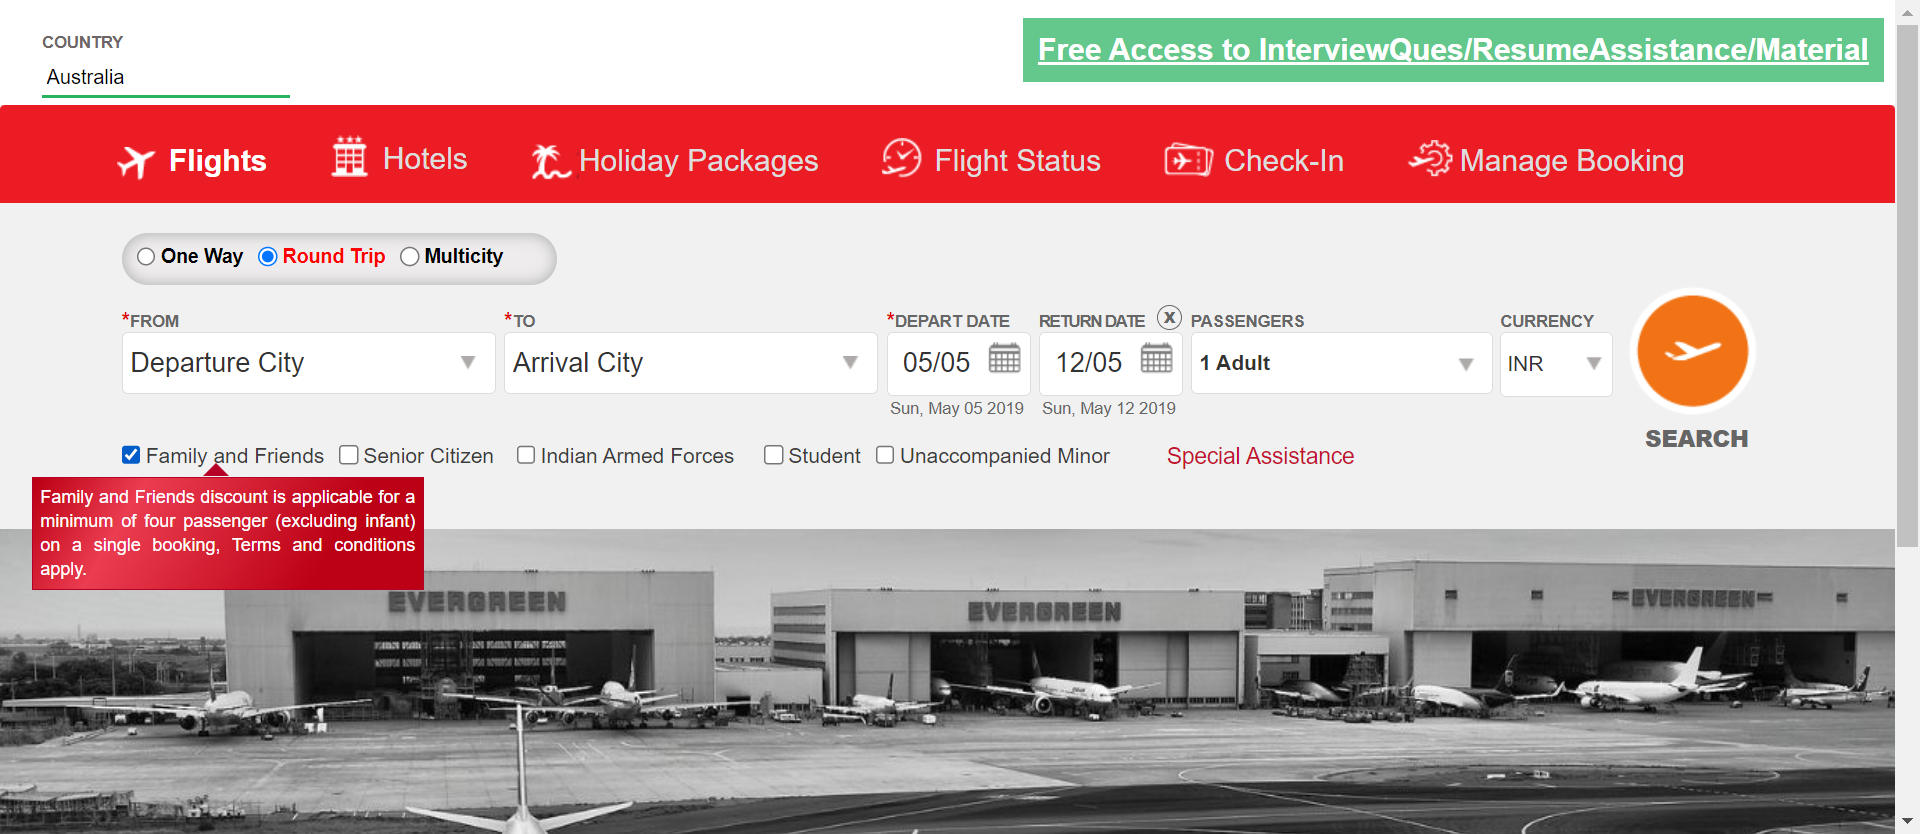 COUNTRY
Australia
Free Access to InterviewQues/ResumeAssistance/Material
Flights
Hotels
Holiday Packages
Flight Status
Check-In
Manage Booking
One Way
Round Trip
Multicity
*FROM
Departure City
*TO
Arrival City
*DEPART DATE
05/05
Sun, May 05 2019
RETURN DATE
X
12/05
Sun, May 12 2019
PASSENGERS
1 Adult
CURRENCY
INR
SEARCH
Family and Friends
Senior Citizen
Indian Armed Forces
Student
Unaccompanied Minor
Special Assistance
Family and Friends discount is applicable for a
minimum of four passenger (excluding infant)
on a single booking, Terms and conditions
apply.
EVERGREEN
EVERGREEN
EVERGREEN